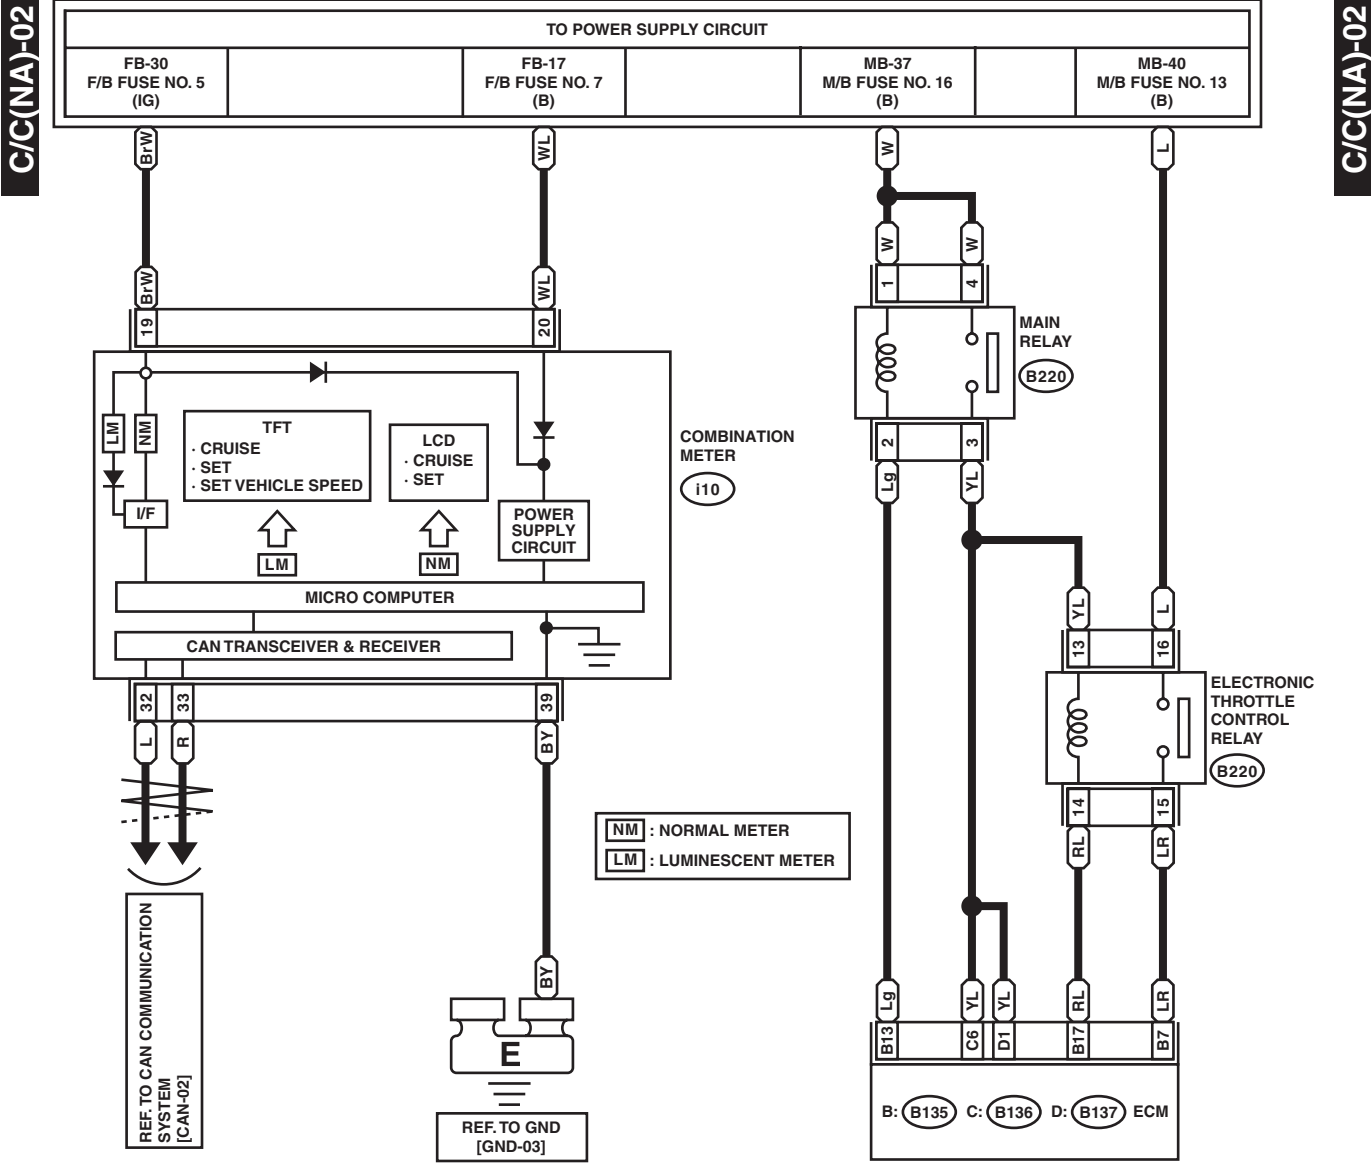 C/C(NA)-02
C/C(NA)-02
TO POWER SUPPLY CIRCUIT
FB-30
F/B FUSE NO. 5
(IG)
FB-17
F/B FUSE NO. 7
(B)
MB-37
M/B FUSE NO. 16
(B)
MB-40
M/B FUSE NO. 13
(B)
BrW
WL
W
L
W
W
BrW
WL
1
4
19
20
MAIN
RELAY
B220
2
3
Lg
YL
LM
NM
TFT
· CRUISE
· SET
· SET VEHICLE SPEED
LCD
· CRUISE
· SET
COMBINATION
METER
i10
I/F
POWER
SUPPLY
CIRCUIT
LM
NM
MICRO COMPUTER
CAN TRANSCEIVER & RECEIVER
YL
L
13
16
32
33
39
L
R
BY
ELECTRONIC
THROTTLE
CONTROL
RELAY
B220
14
15
RL
LR
NM : NORMAL METER
LM : LUMINESCENT METER
REF. TO CAN COMMUNICATION
SYSTEM
[CAN-02]
BY
E
REF. TO GND
[GND-03]
Lg
YL
YL
RL
LR
B13
C6
D1
B17
B7
B: B135 C: B136 D: B137 ECM